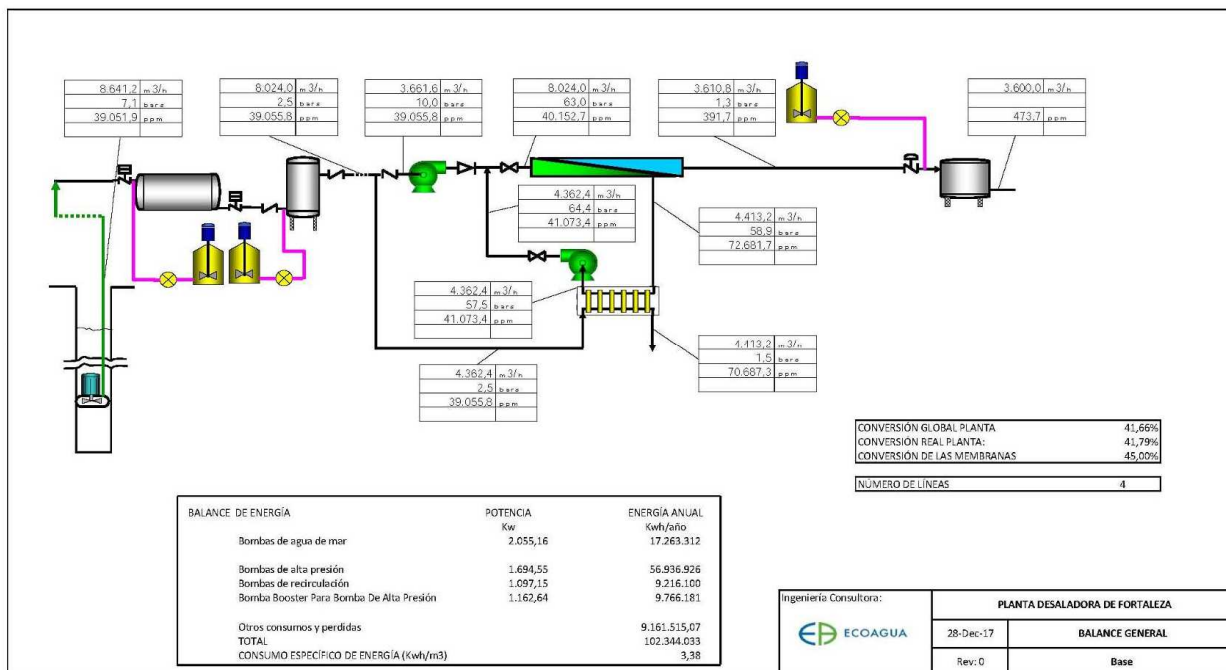 8.641,2 m3/h
7,1 bars
39.051,9 ppm
8.024,0 m3/h
2,5 bars
39.055,8 ppm
3.661,6 m3/h
10,0 bars
39.055,8 ppm
8.024,0 m3/h
63,0 bars
40.152,7 ppm
3.610,8 m3/h
1,3 bars
391,7 ppm
3.600,0 m3/h
473,7 ppm
4.362,4 m3/h
64,4 bars
41.073,4 ppm
4.413,2 m3/h
58,9 bars
72.681,7 ppm
4.362,4 m3/h
57,5 bars
41.073,4 ppm
4.413,2 m3/h
1,5 bars
70.687,3 ppm
4.362,4 m3/h
2,5 bars
39.055,8 ppm
CONVERSIÓN GLOBAL PLANTA 41,66%
CONVERSIÓN REAL PLANTA: 41,79%
CONVERSIÓN DE LAS MEMBRANAS 45,00%
NÚMERO DE LÍNEAS 4
BALANCE DE ENERGÍA POTENCIA ENERGÍA ANUAL
Kw Kwh/año
Bombas de agua de mar 2.055,16 17.263.312
Bombas de alta presión 1.694,55 56.936.926
Bombas de recirculación 1.097,15 9.216.100
Bomba Booster Para Bomba De Alta Presión 1.162,64 9.766.181
Otros consumos y perdidas 9.161.515,07
TOTAL 102.344.033
CONSUMO ESPECÍFICO DE ENERGÍA (Kwh/m3) 3,38
Ingeniería Consultora:
ECOAGUA
PLANTA DESALADORA DE FORTALEZA
28-Dec-17 BALANCE GENERAL
Rev: 0 Base